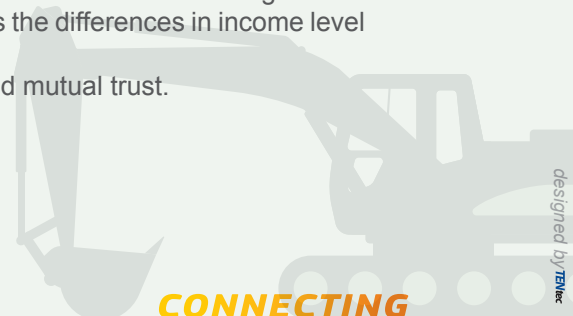 s the differences in income level
d mutual trust.
designed by TENtec
CONNECTING